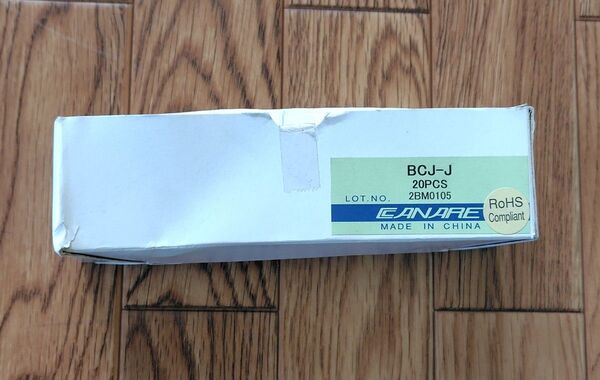 BCJ-J
20PCS
LOT.NO. 2BM0105
CANARE
MADE IN CHINA
RoHS
Compliant